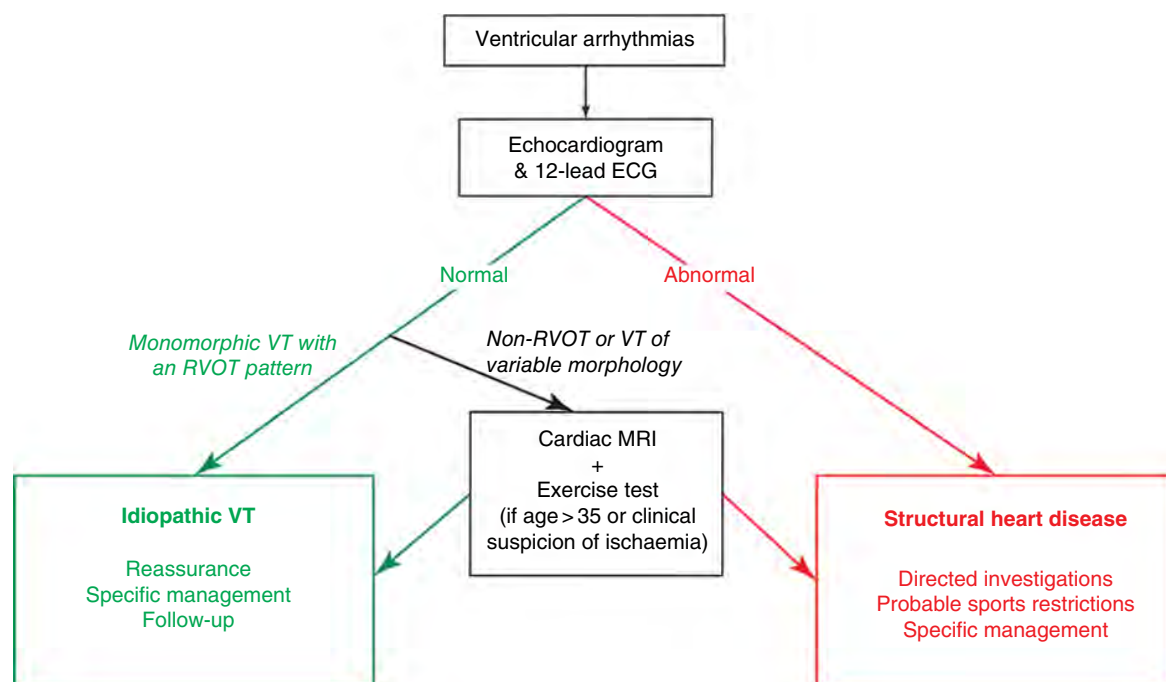 Ventricular arrhythmias
Echocardiogram
& 12-lead ECG
Normal
Abnormal
Monomorphic VT with
an RVOT pattern
Non-RVOT or VT of
variable morphology
Cardiac MRI
+
Exercise test
(if age > 35 or clinical
suspicion of ischaemia)
Idiopathic VT
Reassurance
Specific management
Follow-up
Structural heart disease
Directed investigations
Probable sports restrictions
Specific management